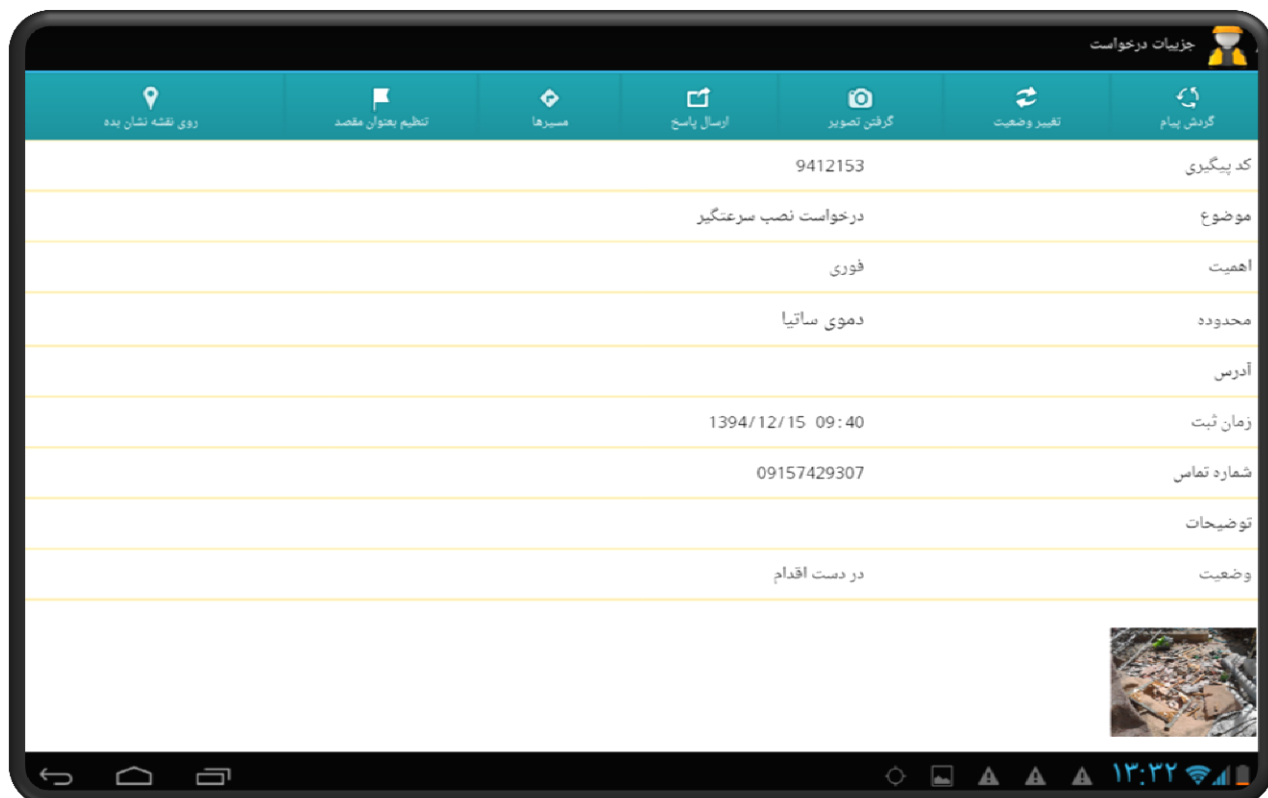 جزییات درخواست
گردش پیام
تغییر وضعیت
گرفتن تصویر
ارسال پاسخ
مسیرها
تنظیم بعنوان مقصد
روی نقشه نشان بده
کد پیگیری 9412153
موضوع درخواست نصب سرعتگیر
اهمیت فوری
محدوده دموی ساتیا
آدرس
زمان ثبت 1394/12/15 09:40
شماره تماس 09157429307
توضیحات
وضعیت در دست اقدام
۱۳:۳۲